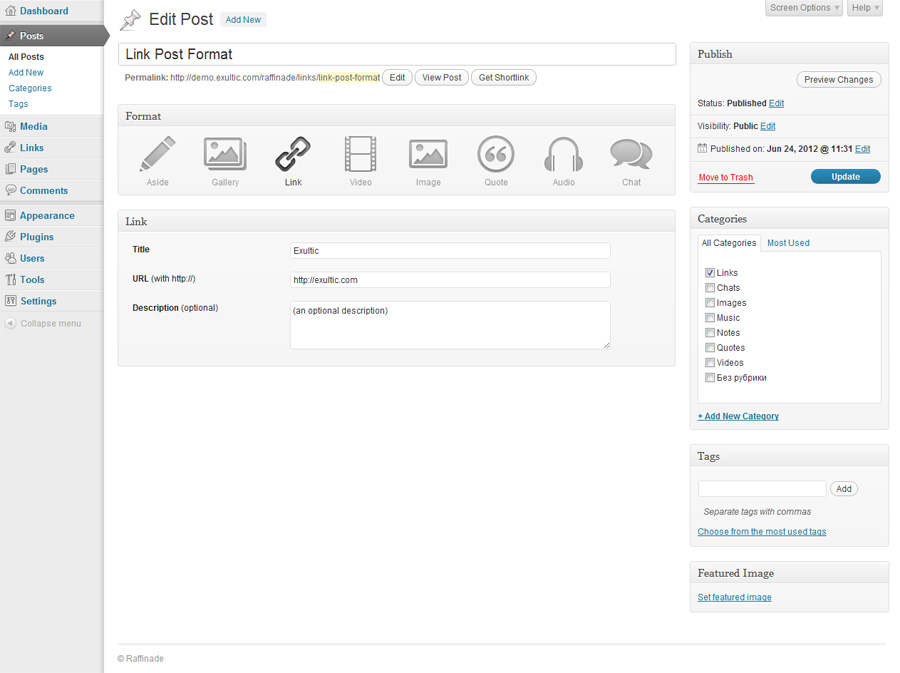 Dashboard
Posts
All Posts
Add New
Categories
Tags
Media
Links
Pages
Comments
Appearance
Plugins
Users
Tools
Settings
Collapse menu
Screen Options
Help
Edit Post Add New
Link Post Format
Permalink: http://demo.exultic.com/raffinade/links/link-post-format Edit View Post Get Shortlink
Format
Aside Gallery Link Video Image Quote Audio Chat
Link
Title Exultic
URL (with http://) http://exultic.com
Description (optional) (an optional description)
Publish
Preview Changes
Status: Published Edit
Visibility: Public Edit
Published on: Jun 24, 2012 @ 11:31 Edit
Move to Trash Update
Categories
All Categories Most Used
Links
Chats
Images
Music
Notes
Quotes
Videos
Без рубрики
+ Add New Category
Tags
Add
Separate tags with commas
Choose from the most used tags
Featured Image
Set featured image
© Raffinade